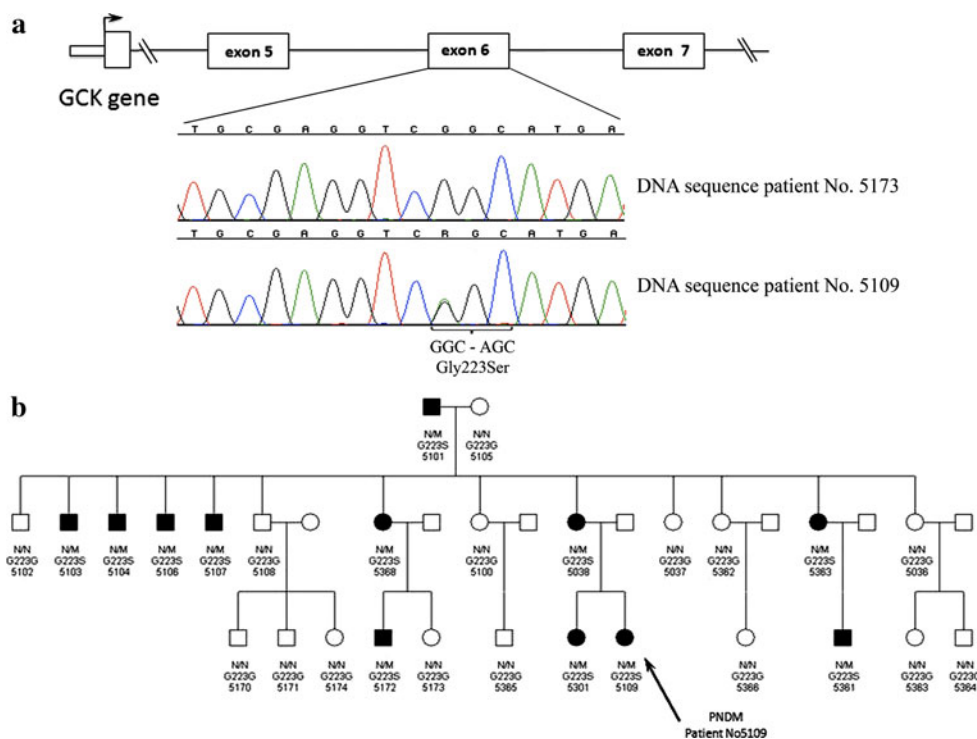 a
exon 5 exon 6 exon 7
GCK gene
T G C G A G G T C G G C A T G A
DNA sequence patient No. 5173
T G C G A G G T C R G C A T G A
DNA sequence patient No. 5109
GGC - AGC
Gly223Ser
b
N/M N/N
G223S G223G
5101 5105
N/N N/M N/M N/M N/M N/N N/M N/N N/M N/N N/N N/M N/N
G223G G223S G223S G223S G223S G223G G223S G223G G223S G223G G223G G223S G223G
5102 5103 5104 5106 5107 5108 5368 5100 5038 5037 5362 5363 5036
N/N N/N N/N N/M N/N N/N N/M N/M N/N N/M N/N N/N
G223G G223G G223G G223S G223G G223G G223S G223S G223G G223S G223G G223G
5170 5171 5174 5172 5173 5365 5301 5109 5366 5361 5363 5364
PNDM
Patient No5109